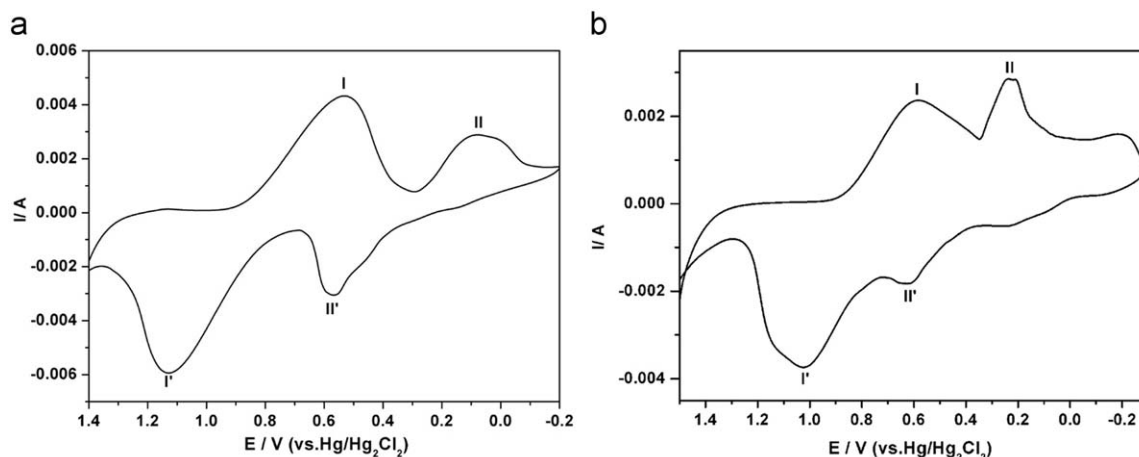 a
0.006
0.004
0.002
0.000
-0.002
-0.004
-0.006
I/ A
I
II
I'
II'
1.4 1.2 1.0 0.8 0.6 0.4 0.2 0.0 -0.2
E / V (vs.Hg/Hg₂Cl₂)
b
0.002
0.000
-0.002
-0.004
I/ A
I
II
I'
II'
1.4 1.2 1.0 0.8 0.6 0.4 0.2 0.0 -0.2
E / V (vs.Hg/Hg₂Cl₂)